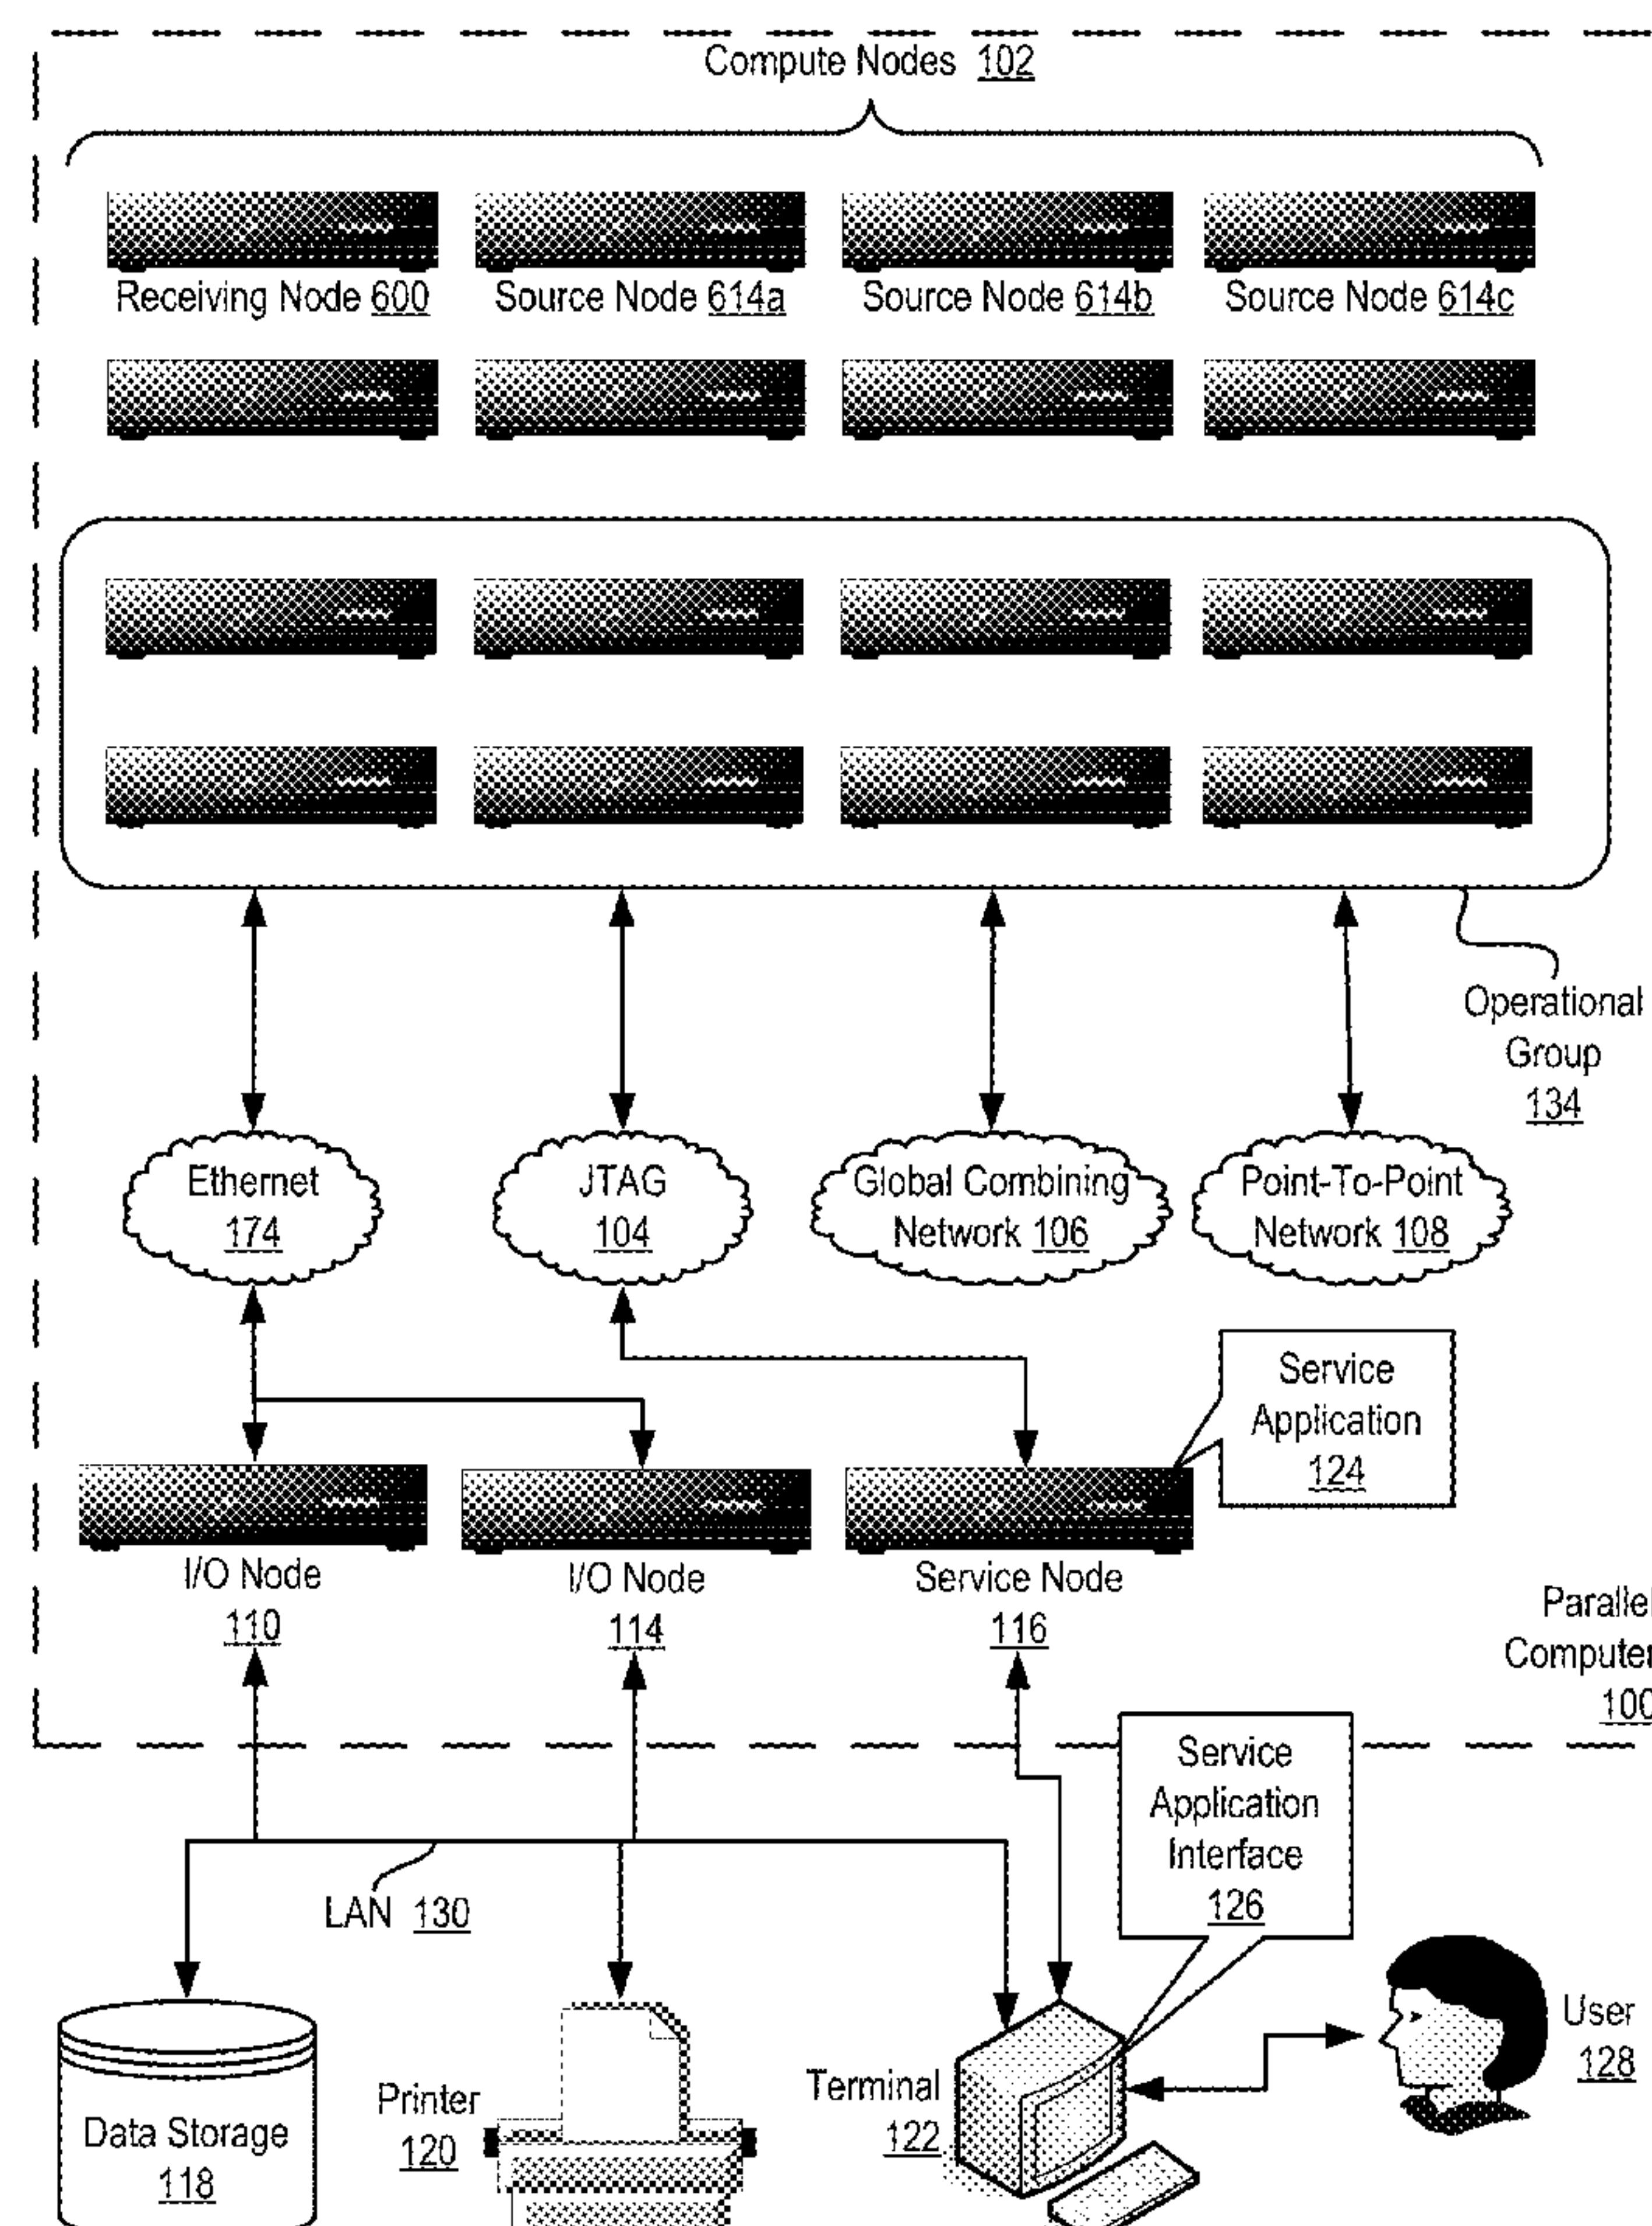 Compute Nodes 102
Receiving Node 600
Source Node 614a
Source Node 614b
Source Node 614c
Operational
Group
134
Ethernet
174
JTAG
104
Global Combining
Network 106
Point-To-Point
Network 108
Service
Application
124
I/O Node
110
I/O Node
114
Service Node
116
Parallel
Computer
100
Service
Application
Interface
126
LAN 130
Data Storage
118
Printer
120
Terminal
122
User
128